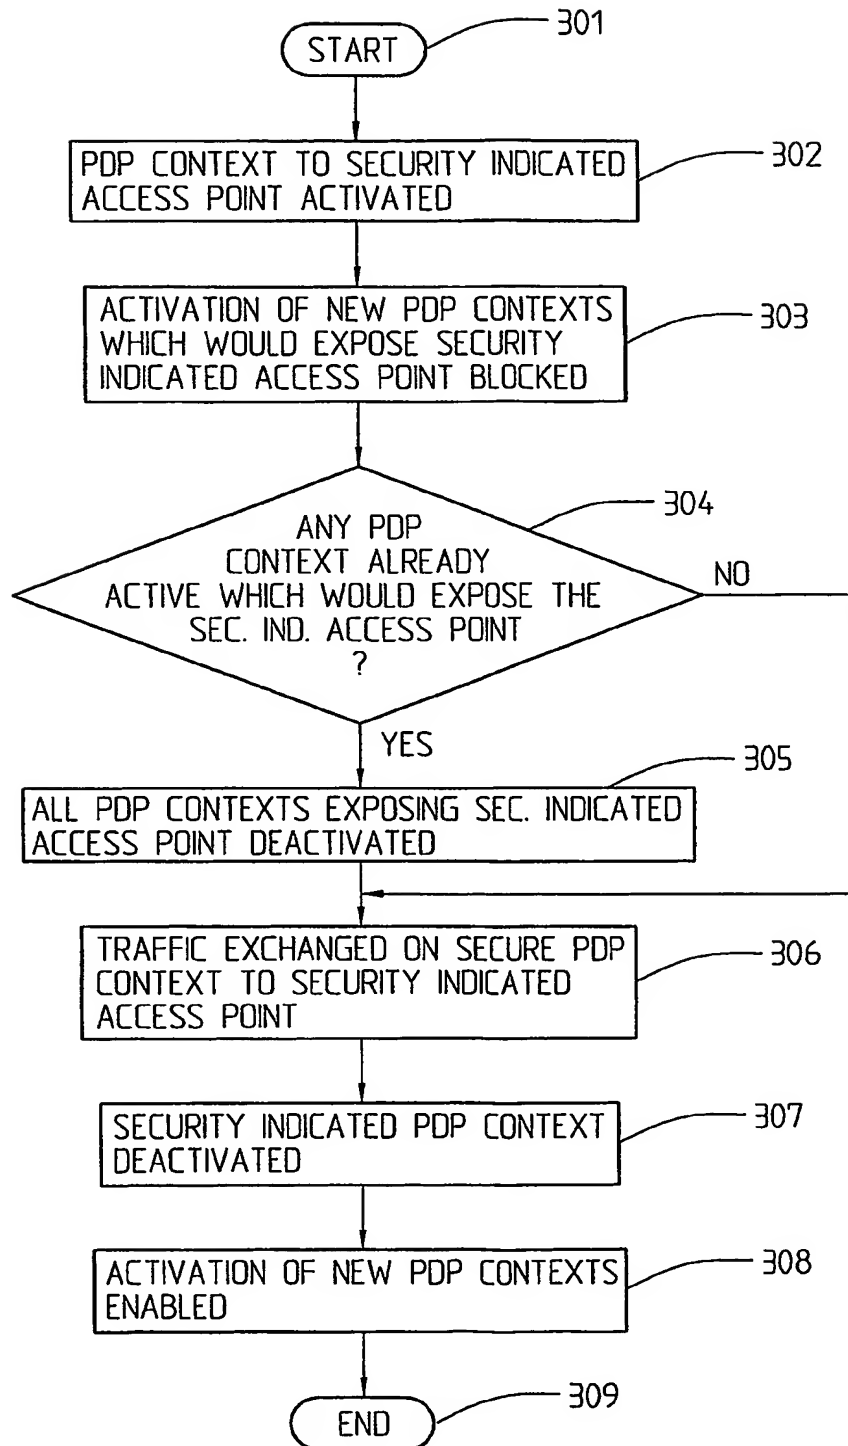 START
301
PDP CONTEXT TO SECURITY INDICATED
ACCESS POINT ACTIVATED
302
ACTIVATION OF NEW PDP CONTEXTS
WHICH WOULD EXPOSE SECURITY
INDICATED ACCESS POINT BLOCKED
303
304
ANY PDP
CONTEXT ALREADY
ACTIVE WHICH WOULD EXPOSE THE
SEC. IND. ACCESS POINT
?
NO
YES
305
ALL PDP CONTEXTS EXPOSING SEC. INDICATED
ACCESS POINT DEACTIVATED
TRAFFIC EXCHANGED ON SECURE PDP
CONTEXT TO SECURITY INDICATED
ACCESS POINT
306
SECURITY INDICATED PDP CONTEXT
DEACTIVATED
307
ACTIVATION OF NEW PDP CONTEXTS
ENABLED
308
END
309